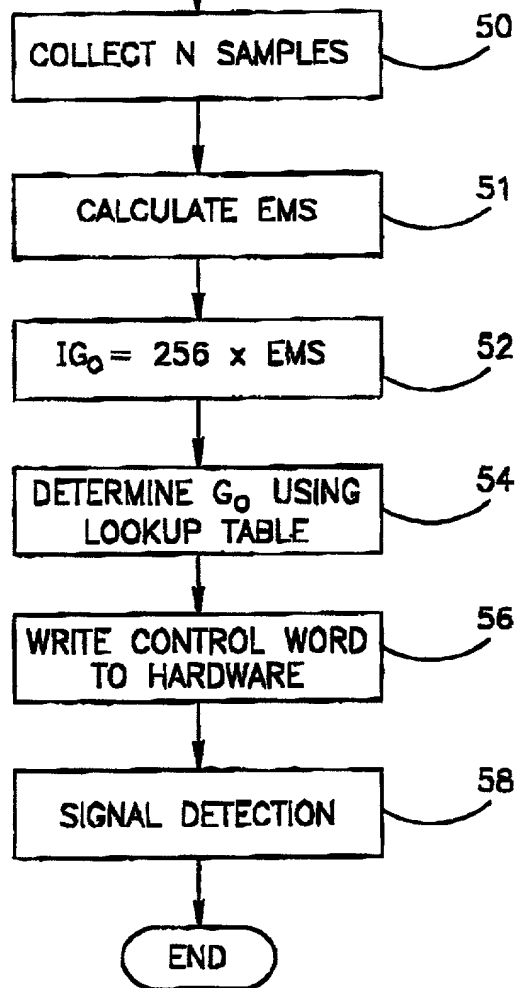 COLLECT N SAMPLES
50
CALCULATE EMS
51
IG₀ = 256 x EMS
52
DETERMINE G₀ USING
LOOKUP TABLE
54
WRITE CONTROL WORD
TO HARDWARE
56
SIGNAL DETECTION
58
END